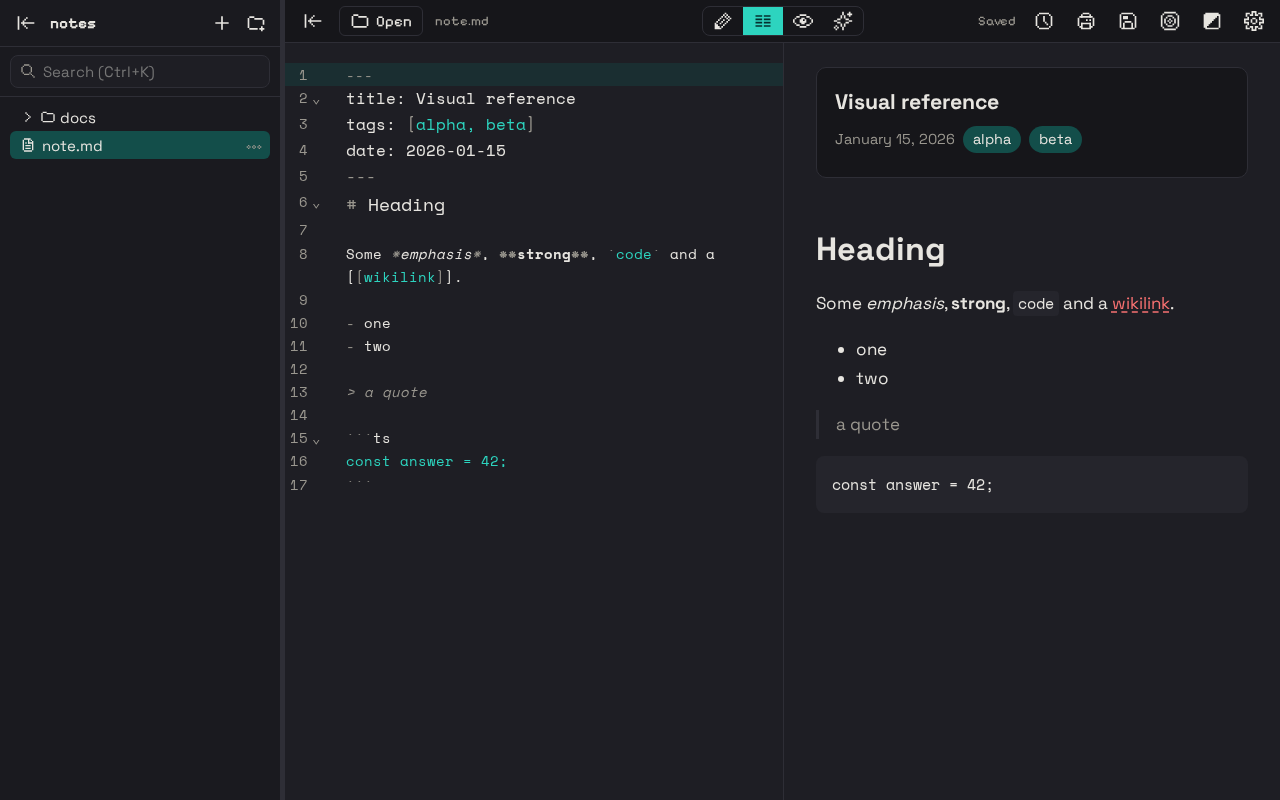 notes
Search (Ctrl+K)
docs
note.md
Open
note.md
Saved
1 ---
2 title: Visual reference
3 tags: [alpha, beta]
4 date: 2026-01-15
5 ---
6 # Heading
7
8 Some *emphasis*, **strong**, `code` and a
[[wikilink]].
9
10 - one
11 - two
12
13 > a quote
14
15 ```ts
16 const answer = 42;
17 ```
Visual reference
January 15, 2026 alpha beta
Heading
Some emphasis, strong, code and a wikilink.
• one
• two
a quote
const answer = 42;